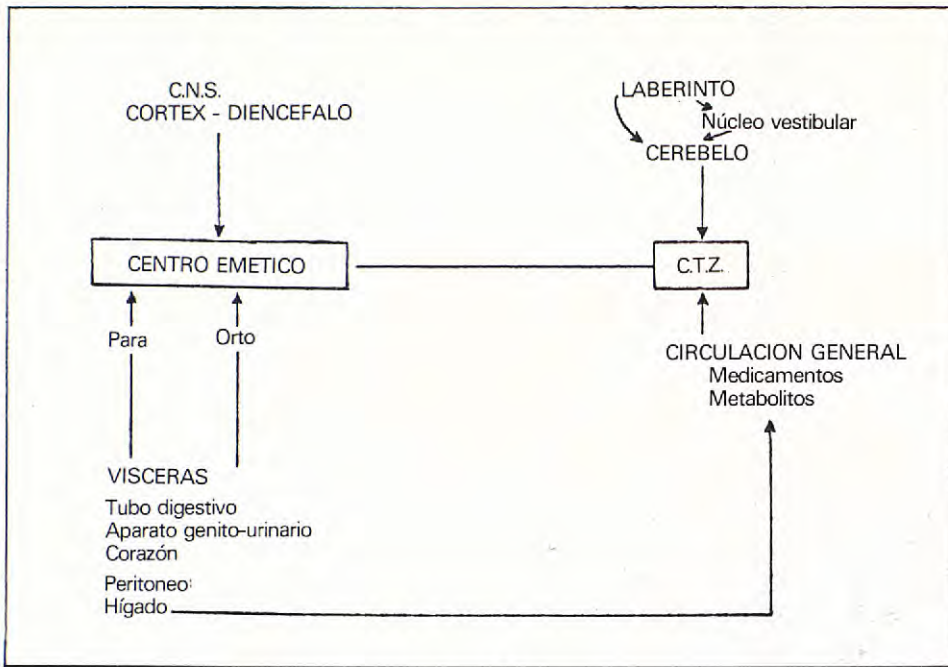 C.N.S.
CORTEX - DIENCEFALO
LABERINTO
Núcleo vestibular
CEREBELO
CENTRO EMETICO
C.T.Z.
Para
Orto
CIRCULACION GENERAL
Medicamentos
Metabolitos
VISCERAS
Tubo digestivo
Aparato genito-urinario
Corazón
Peritoneo:
Hígado